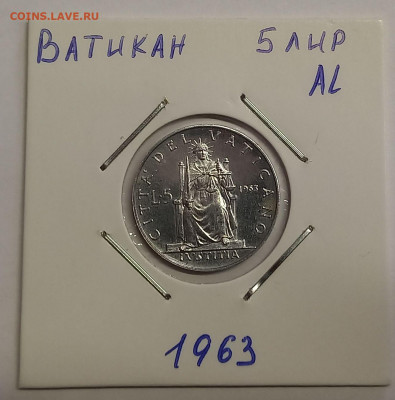 COINS.LAVE.RU
ВАТИКАН 5 ЛИР
AL
CITTA' DEL VATICANO
L.5 1963
IVSTITIA
1963